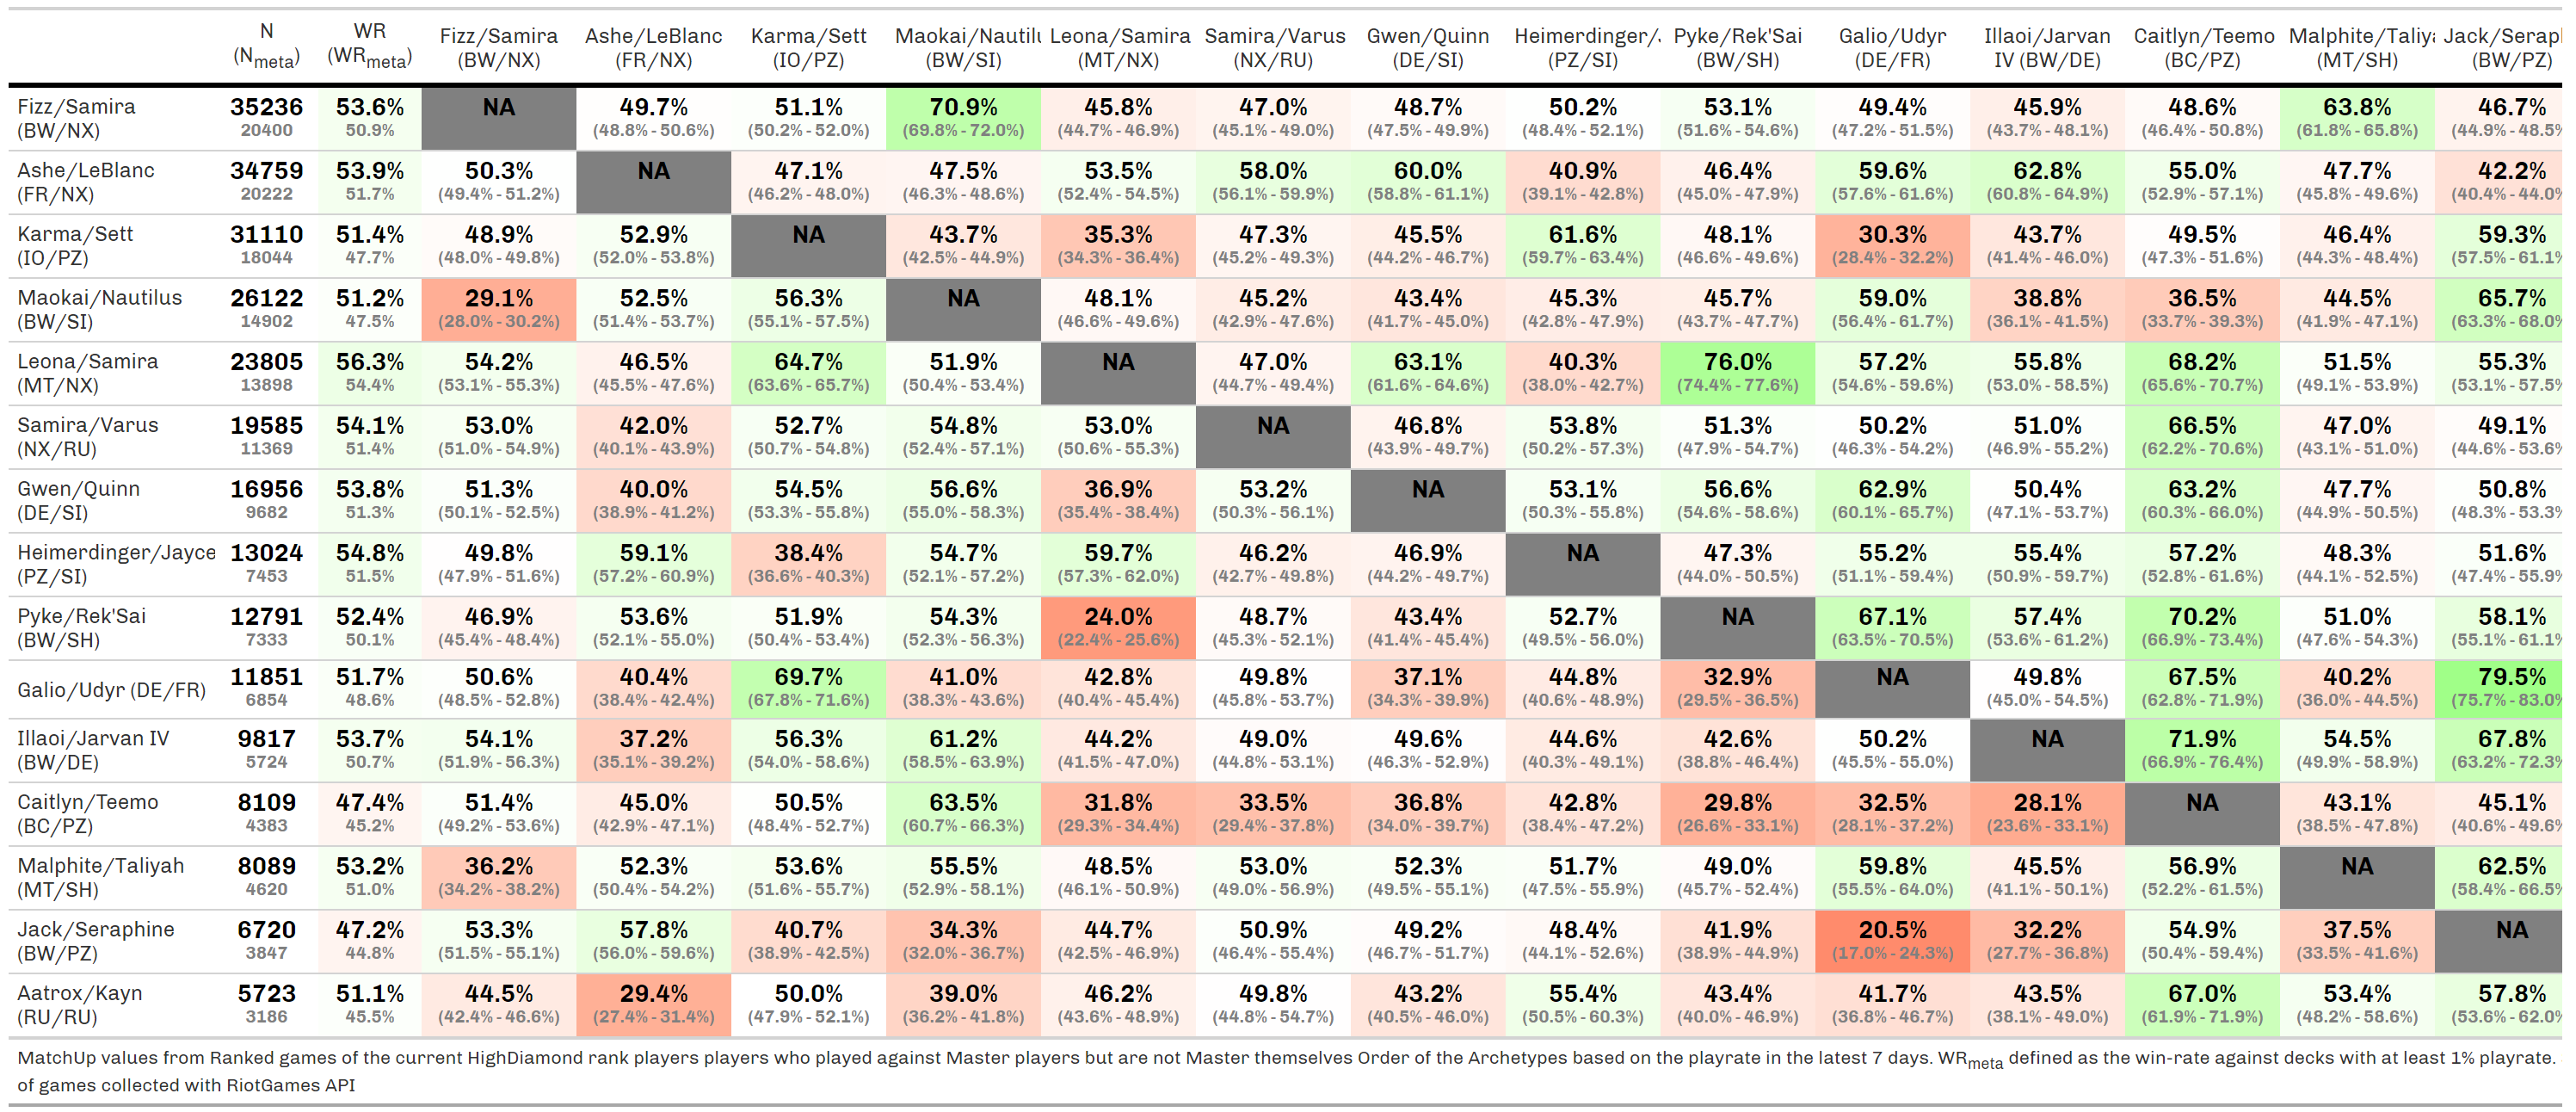 N WR Fizz/Samira Ashe/LeBlanc Karma/Sett Maokai/Nautil Leona/Samira Samira/Varus Gwen/Quinn Heimerdinger/ Pyke/Rek'Sai Galio/Udyr Illaoi/Jarvan Caitlyn/Teemo Malphite/Taliy Jack/Serap
(Nmeta) (WRmeta) (BW/NX) (FR/NX) (IO/PZ) (BW/SI) (MT/NX) (NX/RU) (DE/SI) (PZ/SI) (BW/SH) (DE/FR) IV (BW/DE) (BC/PZ) (MT/SH) (BW/PZ)
Fizz/Samira 35236 53.6% NA 49.7% 51.1% 70.9% 45.8% 47.0% 48.7% 50.2% 53.1% 49.4% 45.9% 48.6% 63.8% 46.7%
(BW/NX) 20400 50.9% (48.8% - 50.6%) (50.2% - 52.0%) (69.8% - 72.0%) (44.7% - 46.9%) (45.1% - 49.0%) (47.5% - 49.9%) (48.4% - 52.1%) (51.6% - 54.6%) (47.2% - 51.5%) (43.7% - 48.1%) (46.4% - 50.8%) (61.8% - 65.8%) (44.9% - 48.5%
Ashe/LeBlanc 34759 53.9% 50.3% NA 47.1% 47.5% 53.5% 58.0% 60.0% 40.9% 46.4% 59.6% 62.8% 55.0% 47.7% 42.2%
(FR/NX) 20222 51.7% (49.4% - 51.2%) (46.2% - 48.0%) (46.3% - 48.6%) (52.4% - 54.5%) (56.1% - 59.9%) (58.8% - 61.1%) (39.1% - 42.8%) (45.0% - 47.9%) (57.6% - 61.6%) (60.8% - 64.9%) (52.9% - 57.1%) (45.8% - 49.6%) (40.4% - 44.0%
Karma/Sett 31110 51.4% 48.9% 52.9% NA 43.7% 35.3% 47.3% 45.5% 61.6% 48.1% 30.3% 43.7% 49.5% 46.4% 59.3%
(IO/PZ) 18044 47.7% (48.0% - 49.8%) (52.0% - 53.8%) (42.5% - 44.9%) (34.3% - 36.4%) (45.2% - 49.3%) (44.2% - 46.7%) (59.7% - 63.4%) (46.6% - 49.6%) (28.4% - 32.2%) (41.4% - 46.0%) (47.3% - 51.6%) (44.3% - 48.4%) (57.5% - 61.1%
Maokai/Nautilus 26122 51.2% 29.1% 52.5% 56.3% NA 48.1% 45.2% 43.4% 45.3% 45.7% 59.0% 38.8% 36.5% 44.5% 65.7%
(BW/SI) 14902 47.5% (28.0% - 30.2%) (51.4% - 53.7%) (55.1% - 57.5%) (46.6% - 49.6%) (42.9% - 47.6%) (41.7% - 45.0%) (42.8% - 47.9%) (43.7% - 47.7%) (56.4% - 61.7%) (36.1% - 41.5%) (33.7% - 39.3%) (41.9% - 47.1%) (63.3% - 68.0%
Leona/Samira 23805 56.3% 54.2% 46.5% 64.7% 51.9% NA 47.0% 63.1% 40.3% 76.0% 57.2% 55.8% 68.2% 51.5% 55.3%
(MT/NX) 13898 54.4% (53.1% - 55.3%) (45.5% - 47.6%) (63.6% - 65.7%) (50.4% - 53.4%) (44.7% - 49.4%) (61.6% - 64.6%) (38.0% - 42.7%) (74.4% - 77.6%) (54.6% - 59.6%) (53.0% - 58.5%) (65.6% - 70.7%) (49.1% - 53.9%) (53.1% - 57.5%
Samira/Varus 19585 54.1% 53.0% 42.0% 52.7% 54.8% 53.0% NA 46.8% 53.8% 51.3% 50.2% 51.0% 66.5% 47.0% 49.1%
(NX/RU) 11369 51.4% (51.0% - 54.9%) (40.1% - 43.9%) (50.7% - 54.8%) (52.4% - 57.1%) (50.6% - 55.3%) (43.9% - 49.7%) (50.2% - 57.3%) (47.9% - 54.7%) (46.3% - 54.2%) (46.9% - 55.2%) (62.2% - 70.6%) (43.1% - 51.0%) (44.6% - 53.6%
Gwen/Quinn 16956 53.8% 51.3% 40.0% 54.5% 56.6% 36.9% 53.2% NA 53.1% 56.6% 62.9% 50.4% 63.2% 47.7% 50.8%
(DE/SI) 9682 51.3% (50.1% - 52.5%) (38.9% - 41.2%) (53.3% - 55.8%) (55.0% - 58.3%) (35.4% - 38.4%) (50.3% - 56.1%) (50.3% - 55.8%) (54.6% - 58.6%) (60.1% - 65.7%) (47.1% - 53.7%) (60.3% - 66.0%) (44.9% - 50.5%) (48.3% - 53.3%
Heimerdinger/Jayce 13024 54.8% 49.8% 59.1% 38.4% 54.7% 59.7% 46.2% 46.9% NA 47.3% 55.2% 55.4% 57.2% 48.3% 51.6%
(PZ/SI) 7453 51.5% (47.9% - 51.6%) (57.2% - 60.9%) (36.6% - 40.3%) (52.1% - 57.2%) (57.3% - 62.0%) (42.7% - 49.8%) (44.2% - 49.7%) (44.0% - 50.5%) (51.1% - 59.4%) (50.9% - 59.7%) (52.8% - 61.6%) (44.1% - 52.5%) (47.4% - 55.9%
Pyke/Rek'Sai 12791 52.4% 46.9% 53.6% 51.9% 54.3% 24.0% 48.7% 43.4% 52.7% NA 67.1% 57.4% 70.2% 51.0% 58.1%
(BW/SH) 7333 50.1% (45.4% - 48.4%) (52.1% - 55.0%) (50.4% - 53.4%) (52.3% - 56.3%) (22.4% - 25.6%) (45.3% - 52.1%) (41.4% - 45.4%) (49.5% - 56.0%) (63.5% - 70.5%) (53.6% - 61.2%) (66.9% - 73.4%) (47.6% - 54.3%) (55.1% - 61.1%
Galio/Udyr (DE/FR) 11851 51.7% 50.6% 40.4% 69.7% 41.0% 42.8% 49.8% 37.1% 44.8% 32.9% NA 49.8% 67.5% 40.2% 79.5%
6854 48.6% (48.5% - 52.8%) (38.4% - 42.4%) (67.8% - 71.6%) (38.3% - 43.6%) (40.4% - 45.4%) (45.8% - 53.7%) (34.3% - 39.9%) (40.6% - 48.9%) (29.5% - 36.5%) (45.0% - 54.5%) (62.8% - 71.9%) (36.0% - 44.5%) (75.7% - 83.0%
Illaoi/Jarvan IV 9817 53.7% 54.1% 37.2% 56.3% 61.2% 44.2% 49.0% 49.6% 44.6% 42.6% 50.2% NA 71.9% 54.5% 67.8%
(BW/DE) 5724 50.7% (51.9% - 56.3%) (35.1% - 39.2%) (54.0% - 58.6%) (58.5% - 63.9%) (41.5% - 47.0%) (44.8% - 53.1%) (46.3% - 52.9%) (40.3% - 49.1%) (38.8% - 46.4%) (45.5% - 55.0%) (66.9% - 76.4%) (49.9% - 58.9%) (63.2% - 72.3%
Caitlyn/Teemo 8109 47.4% 51.4% 45.0% 50.5% 63.5% 31.8% 33.5% 36.8% 42.8% 29.8% 32.5% 28.1% NA 43.1% 45.1%
(BC/PZ) 4383 45.2% (49.2% - 53.6%) (42.9% - 47.1%) (48.4% - 52.7%) (60.7% - 66.3%) (29.3% - 34.4%) (29.4% - 37.8%) (34.0% - 39.7%) (38.4% - 47.2%) (26.6% - 33.1%) (28.1% - 37.2%) (23.6% - 33.1%) (38.5% - 47.8%) (40.6% - 49.6%
Malphite/Taliyah 8089 53.2% 36.2% 52.3% 53.6% 55.5% 48.5% 53.0% 52.3% 51.7% 49.0% 59.8% 45.5% 56.9% NA 62.5%
(MT/SH) 4620 51.0% (34.2% - 38.2%) (50.4% - 54.2%) (51.6% - 55.7%) (52.9% - 58.1%) (46.1% - 50.9%) (49.0% - 56.9%) (49.5% - 55.1%) (47.5% - 55.9%) (45.7% - 52.4%) (55.5% - 64.0%) (41.1% - 50.1%) (52.2% - 61.5%) (58.4% - 66.5%
Jack/Seraphine 6720 47.2% 53.3% 57.8% 40.7% 34.3% 44.7% 50.9% 49.2% 48.4% 41.9% 20.5% 32.2% 54.9% 37.5% NA
(BW/PZ) 3847 44.8% (51.5% - 55.1%) (56.0% - 59.6%) (38.9% - 42.5%) (32.0% - 36.7%) (42.5% - 46.9%) (46.4% - 55.4%) (46.7% - 51.7%) (44.1% - 52.6%) (38.9% - 44.9%) (17.0% - 24.3%) (27.7% - 36.8%) (50.4% - 59.4%) (33.5% - 41.6%)
Aatrox/Kayn 5723 51.1% 44.5% 29.4% 50.0% 39.0% 46.2% 49.8% 43.2% 55.4% 43.4% 41.7% 43.5% 67.0% 53.4% 57.8%
(RU/RU) 3186 45.5% (42.4% - 46.6%) (27.4% - 31.4%) (47.9% - 52.1%) (36.2% - 41.8%) (43.6% - 48.9%) (44.8% - 54.7%) (40.5% - 46.0%) (50.5% - 60.3%) (40.0% - 46.9%) (36.8% - 46.7%) (38.1% - 49.0%) (61.9% - 71.9%) (48.2% - 58.6%) (53.6% - 62.0%
MatchUp values from Ranked games of the current HighDiamond rank players players who played against Master players but are not Master themselves Order of the Archetypes based on the playrate in the latest 7 days. WRmeta defined as the win-rate against decks with at least 1% playrate.
of games collected with RiotGames API